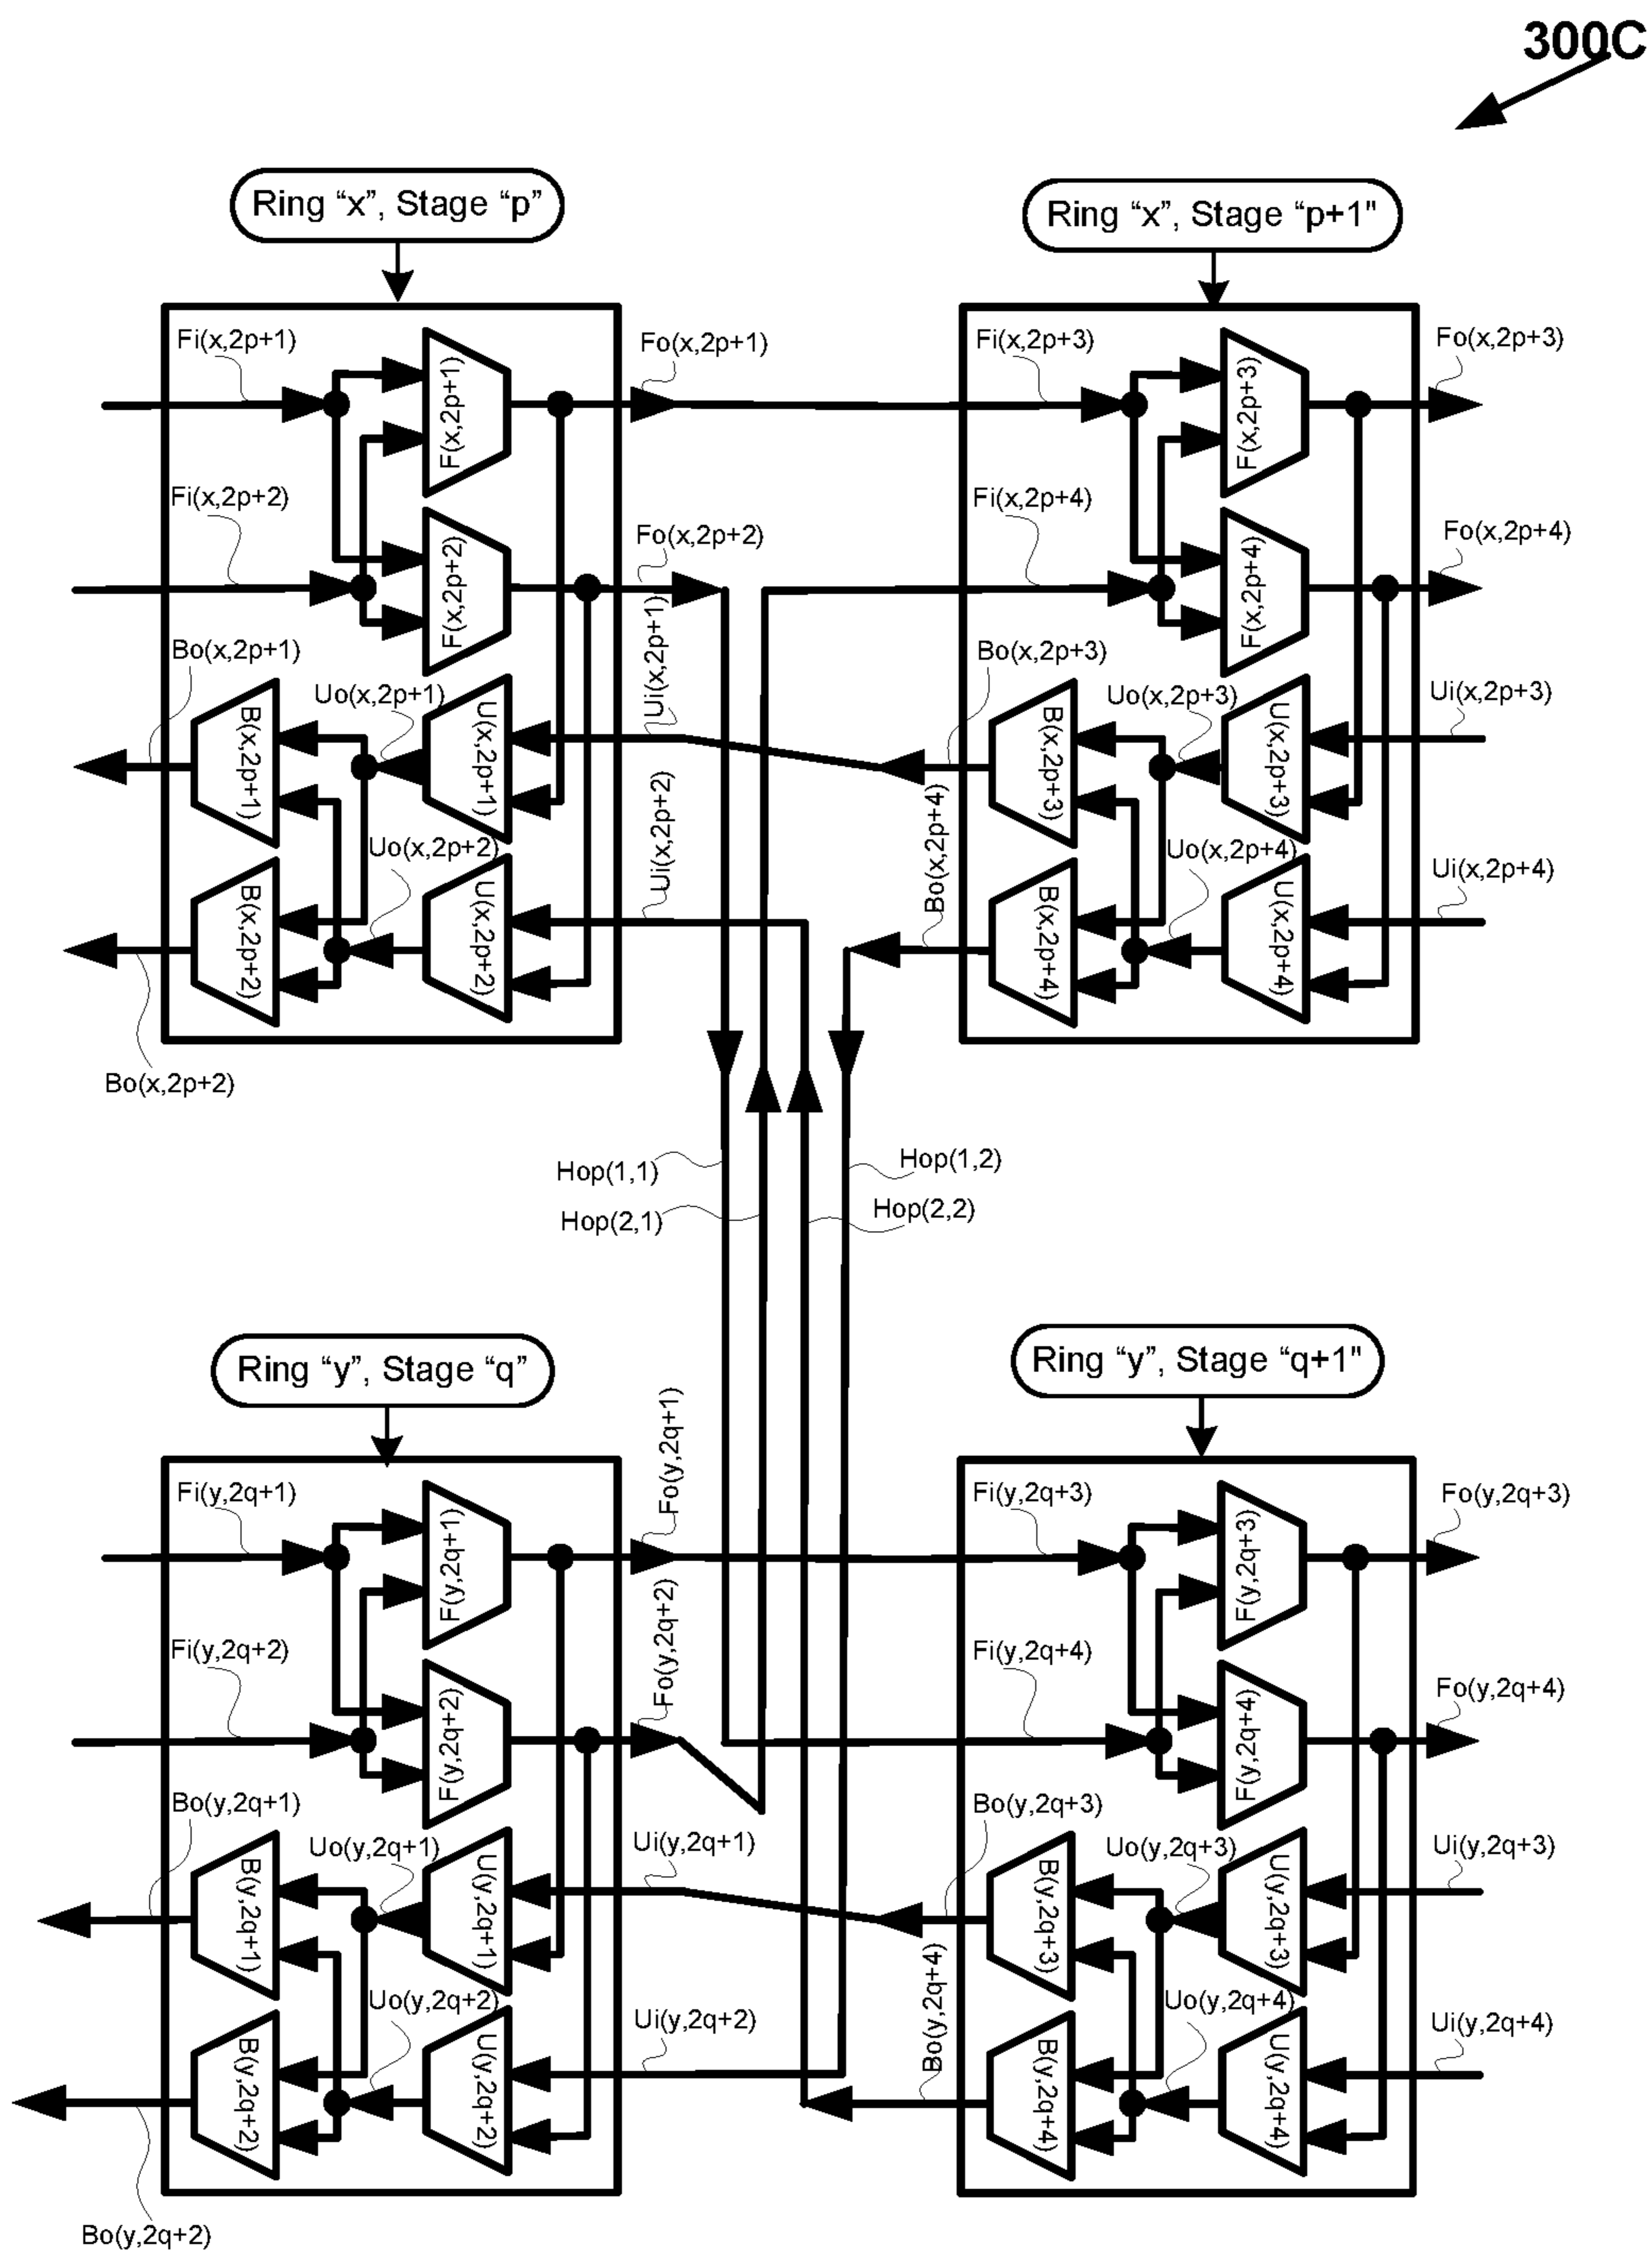 300C
Ring “x”, Stage “p”
Ring “x”, Stage “p+1"
Fi(x,2p+1)
F(x,2p+1)
Fo(x,2p+1)
Fi(x,2p+3)
F(x,2p+3)
Fo(x,2p+3)
Fi(x,2p+2)
F(x,2p+2)
Fo(x,2p+2)
Fi(x,2p+4)
F(x,2p+4)
Fo(x,2p+4)
Bo(x,2p+1)
B(x,2p+1)
Uo(x,2p+1)
U(x,2p+1)
Ui(x,2p+1)
Bo(x,2p+3)
B(x,2p+3)
Uo(x,2p+3)
U(x,2p+3)
Ui(x,2p+3)
B(x,2p+2)
Uo(x,2p+2)
U(x,2p+2)
Ui(x,2p+2)
Bo(x,2p+4)
B(x,2p+4)
Uo(x,2p+4)
U(x,2p+4)
Ui(x,2p+4)
Bo(x,2p+2)
Hop(1,1)
Hop(1,2)
Hop(2,1)
Hop(2,2)
Ring “y”, Stage “q”
Ring “y”, Stage “q+1"
Fi(y,2q+1)
F(y,2q+1)
Fo(y,2q+1)
Fi(y,2q+3)
F(y,2q+3)
Fo(y,2q+3)
Fi(y,2q+2)
F(y,2q+2)
Fo(y,2q+2)
Fi(y,2q+4)
F(y,2q+4)
Fo(y,2q+4)
Bo(y,2q+1)
B(y,2q+1)
Uo(y,2q+1)
U(y,2q+1)
Ui(y,2q+1)
Bo(y,2q+3)
B(y,2q+3)
Uo(y,2q+3)
U(y,2q+3)
Ui(y,2q+3)
B(y,2q+2)
Uo(y,2q+2)
U(y,2q+2)
Ui(y,2q+2)
Bo(y,2q+4)
B(y,2q+4)
Uo(y,2q+4)
U(y,2q+4)
Ui(y,2q+4)
Bo(y,2q+2)